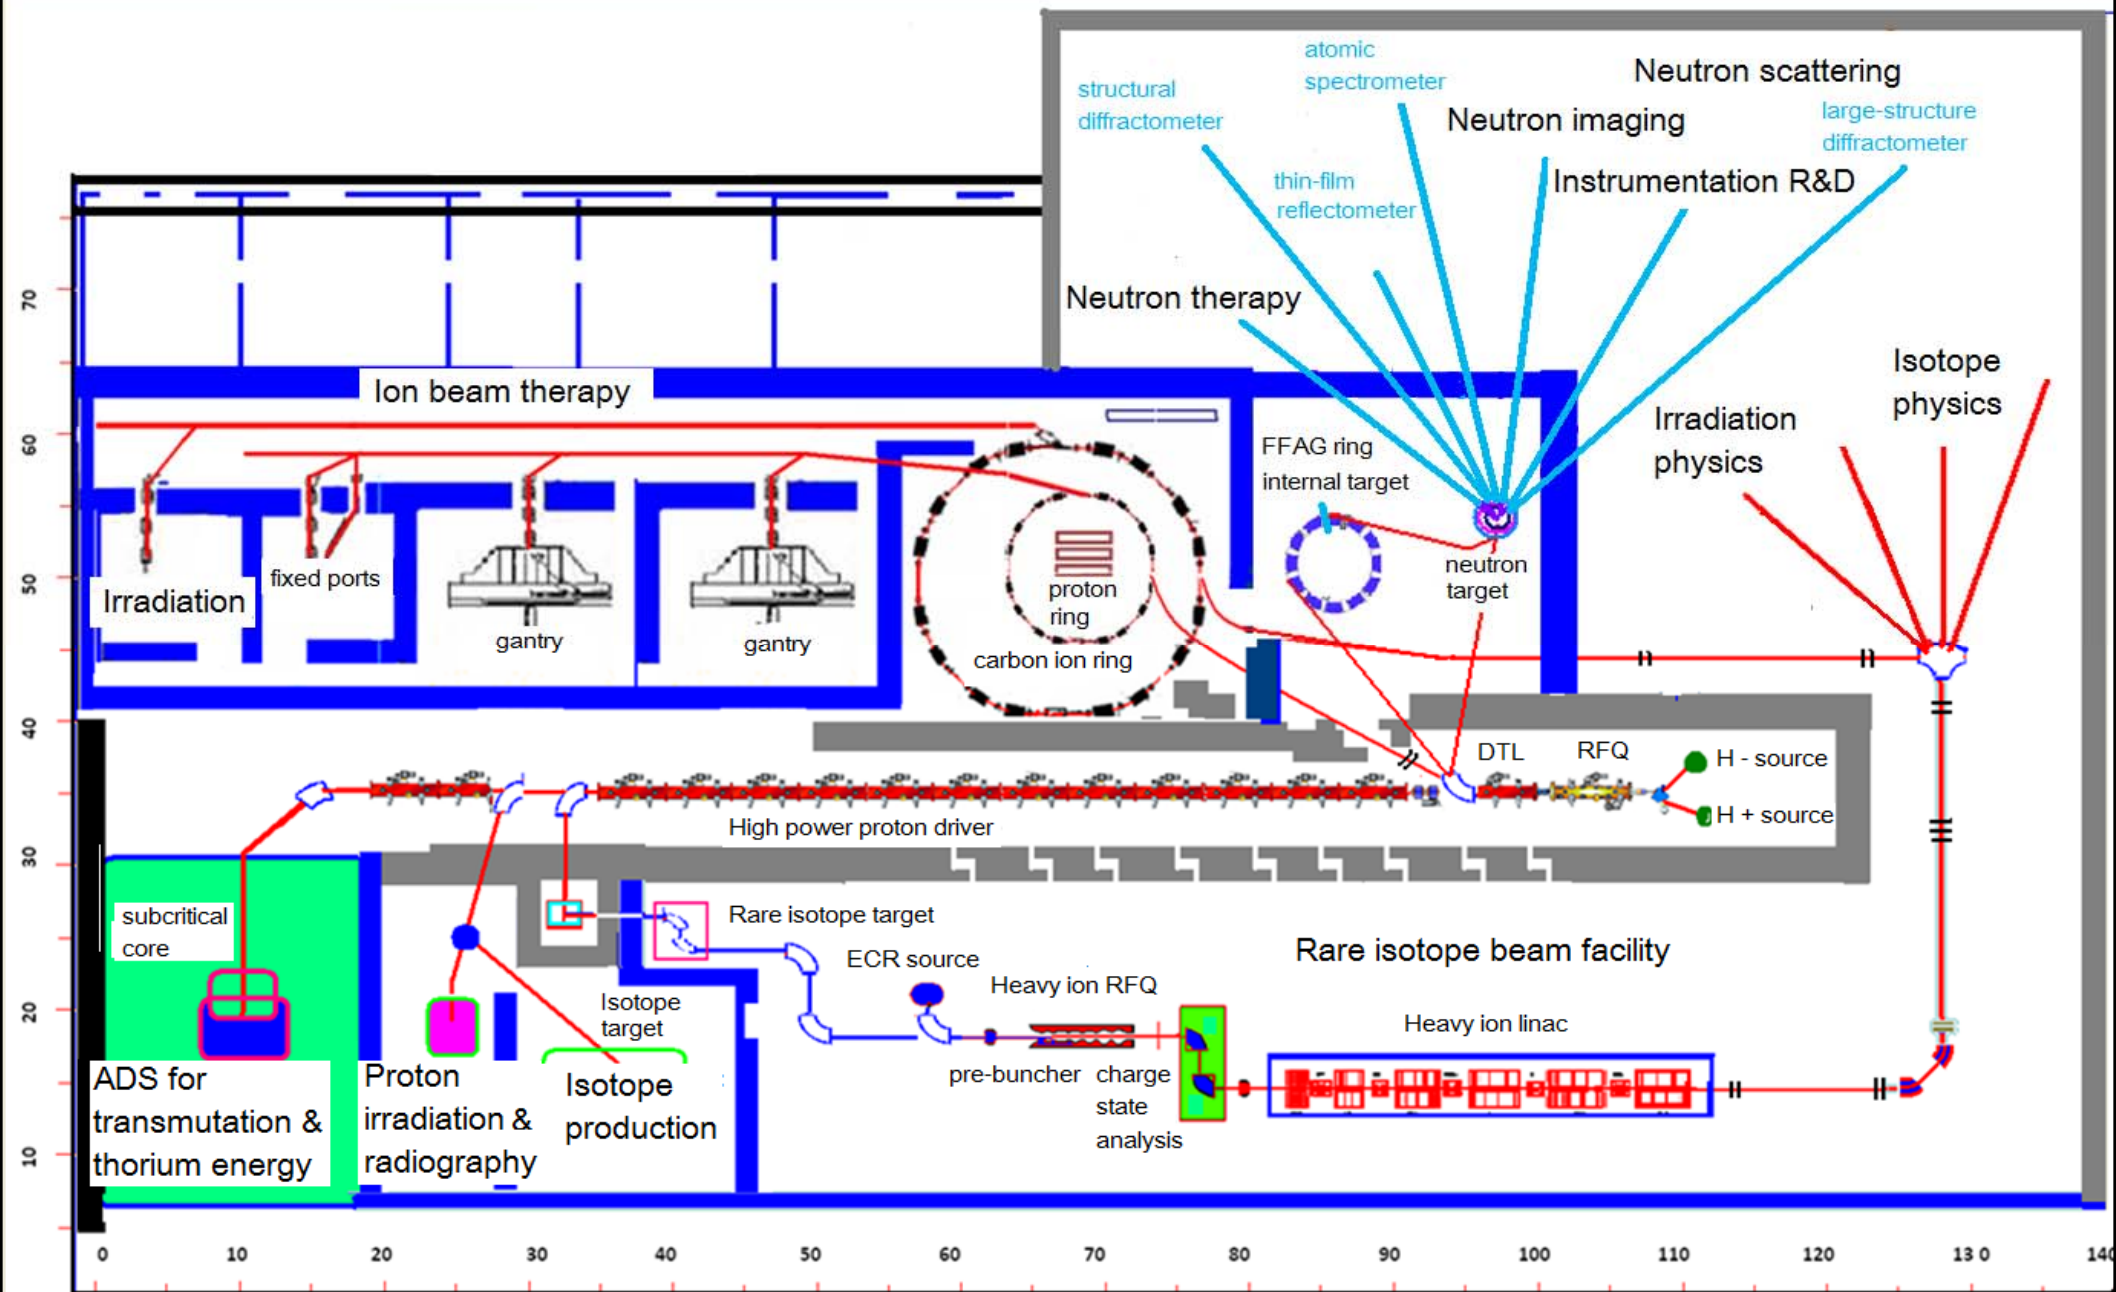 atomic
spectrometer
Neutron scattering
structural
diffractometer
Neutron imaging
large-structure
diffractometer
thin-film
reflectometer
Instrumentation R&D
Neutron therapy
Ion beam therapy
Isotope
physics
Irradiation
physics
FFAG ring
internal target
Irradiation
fixed ports
gantry
gantry
proton
ring
carbon ion ring
neutron
target
DTL
RFQ
H - source
H + source
High power proton driver
subcritical
core
Rare isotope target
ECR source
Heavy ion RFQ
Rare isotope beam facility
Isotope
target
Heavy ion linac
pre-buncher
charge
state
analysis
ADS for
transmutation &
thorium energy
Proton
irradiation &
radiography
Isotope
production
70
60
50
40
30
20
10
0 10 20 30 40 50 60 70 80 90 100 110 120 13 0 140